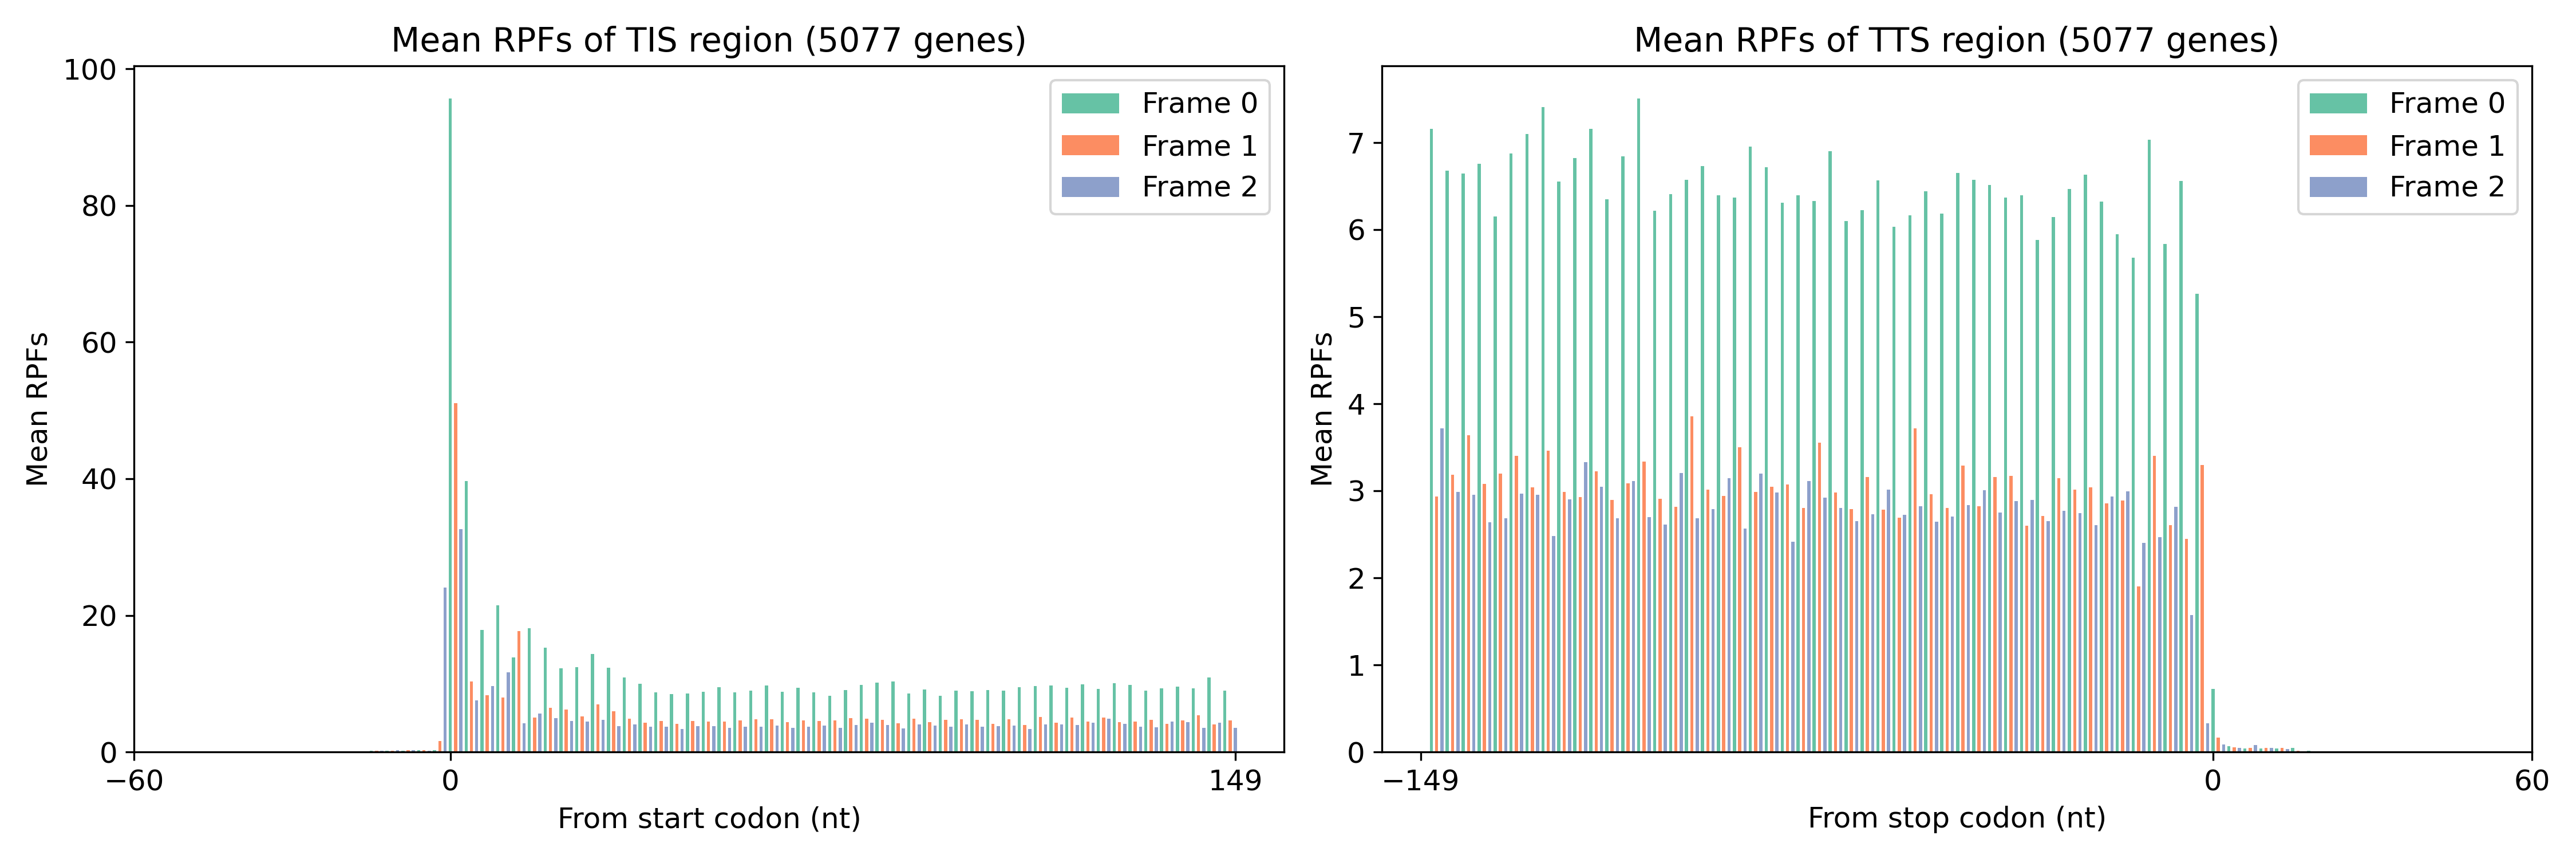 Mean RPFs of TIS region (5077 genes)
100
80
60
40
20
0
Mean RPFs
−60
0
149
From start codon (nt)
Frame 0
Frame 1
Frame 2
Mean RPFs of TTS region (5077 genes)
7
6
5
4
3
2
1
0
Mean RPFs
−149
0
60
From stop codon (nt)
Frame 0
Frame 1
Frame 2